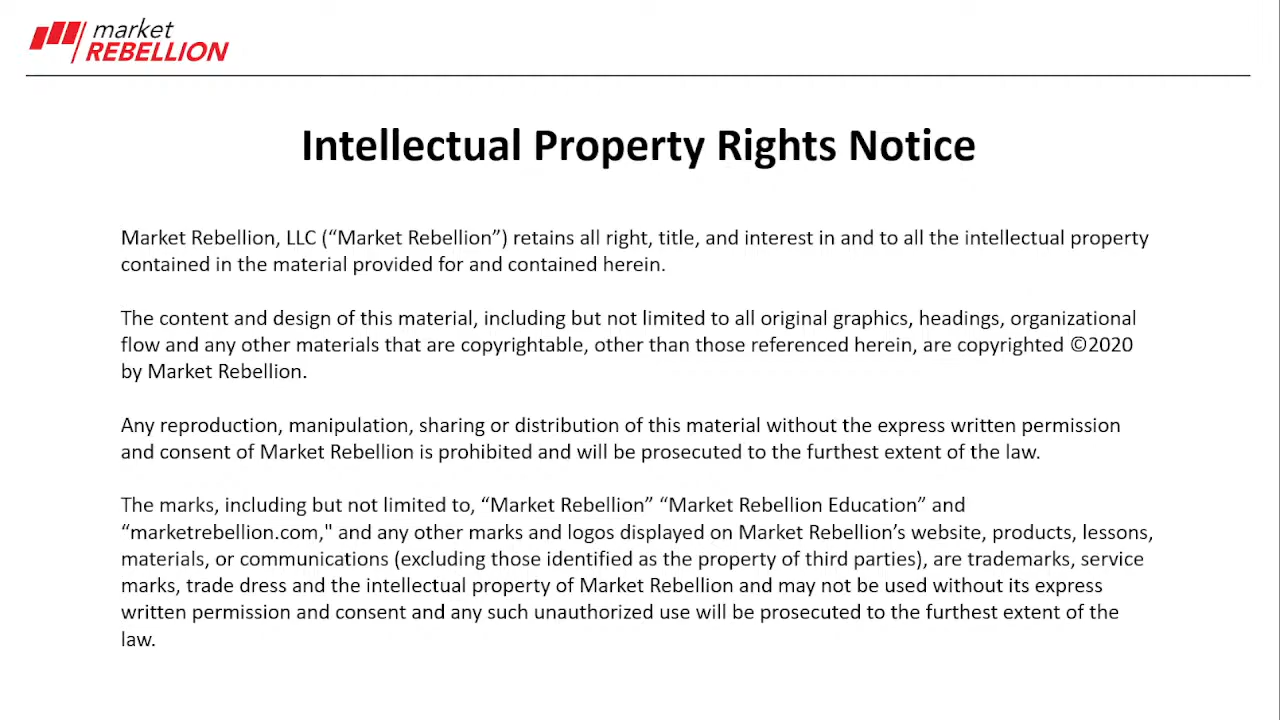 market
REBELLION
Intellectual Property Rights Notice
Market Rebellion, LLC (“Market Rebellion”) retains all right, title, and interest in and to all the intellectual property
contained in the material provided for and contained herein.
The content and design of this material, including but not limited to all original graphics, headings, organizational
flow and any other materials that are copyrightable, other than those referenced herein, are copyrighted ©2020
by Market Rebellion.
Any reproduction, manipulation, sharing or distribution of this material without the express written permission
and consent of Market Rebellion is prohibited and will be prosecuted to the furthest extent of the law.
The marks, including but not limited to, “Market Rebellion” “Market Rebellion Education” and
“marketrebellion.com," and any other marks and logos displayed on Market Rebellion’s website, products, lessons,
materials, or communications (excluding those identified as the property of third parties), are trademarks, service
marks, trade dress and the intellectual property of Market Rebellion and may not be used without its express
written permission and consent and any such unauthorized use will be prosecuted to the furthest extent of the
law.